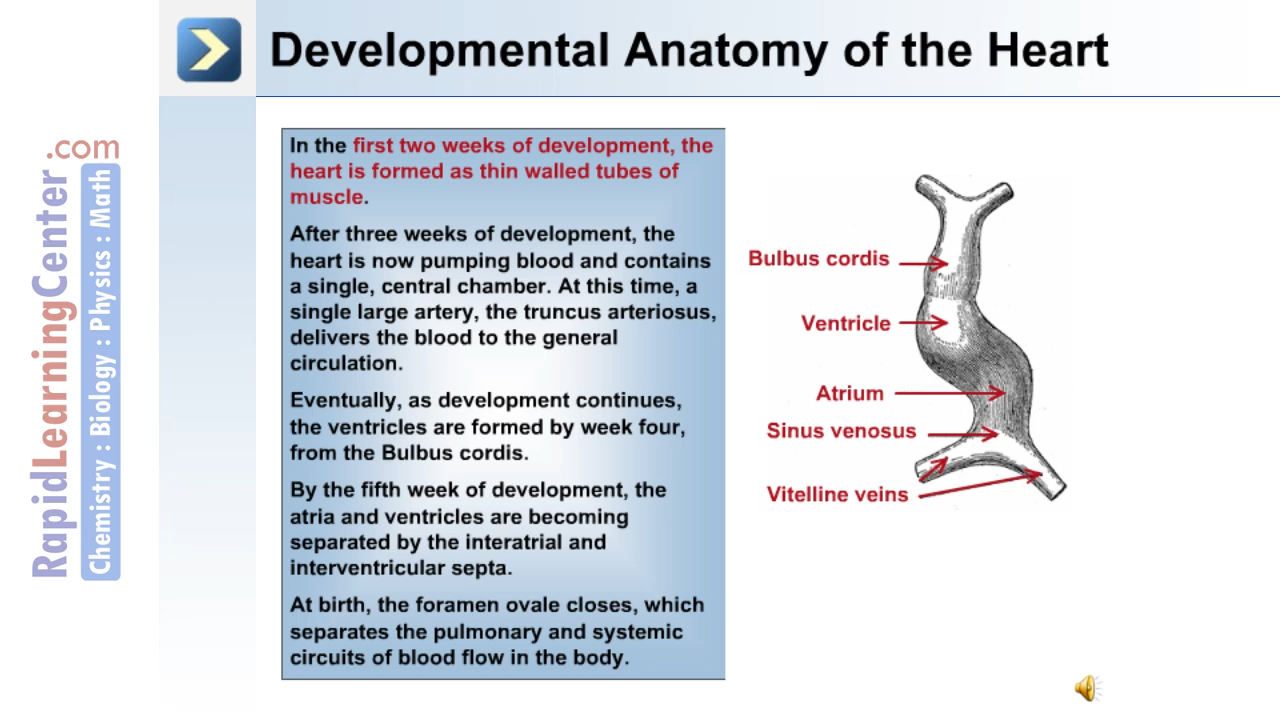 Developmental Anatomy of the Heart
RapidLearningCenter.com
Chemistry : Biology : Physics : Math
In the first two weeks of development, the
heart is formed as thin walled tubes of
muscle.
After three weeks of development, the
heart is now pumping blood and contains
a single, central chamber. At this time, a
single large artery, the truncus arteriosus,
delivers the blood to the general
circulation.
Eventually, as development continues,
the ventricles are formed by week four,
from the Bulbus cordis.
By the fifth week of development, the
atria and ventricles are becoming
separated by the interatrial and
interventricular septa.
At birth, the foramen ovale closes, which
separates the pulmonary and systemic
circuits of blood flow in the body.
Bulbus cordis
Ventricle
Atrium
Sinus venosus
Vitelline veins